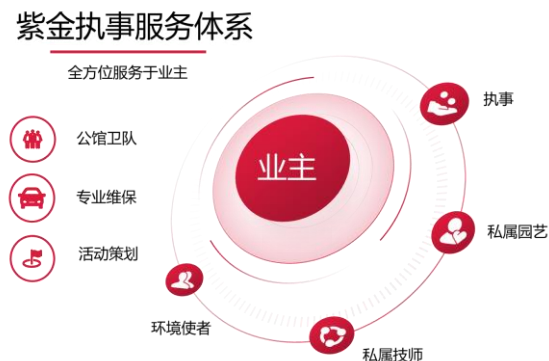 紫金执事服务体系
全方位服务于业主
公馆卫队
专业维保
活动策划
业主
执事
私属园艺
环境使者
私属技师